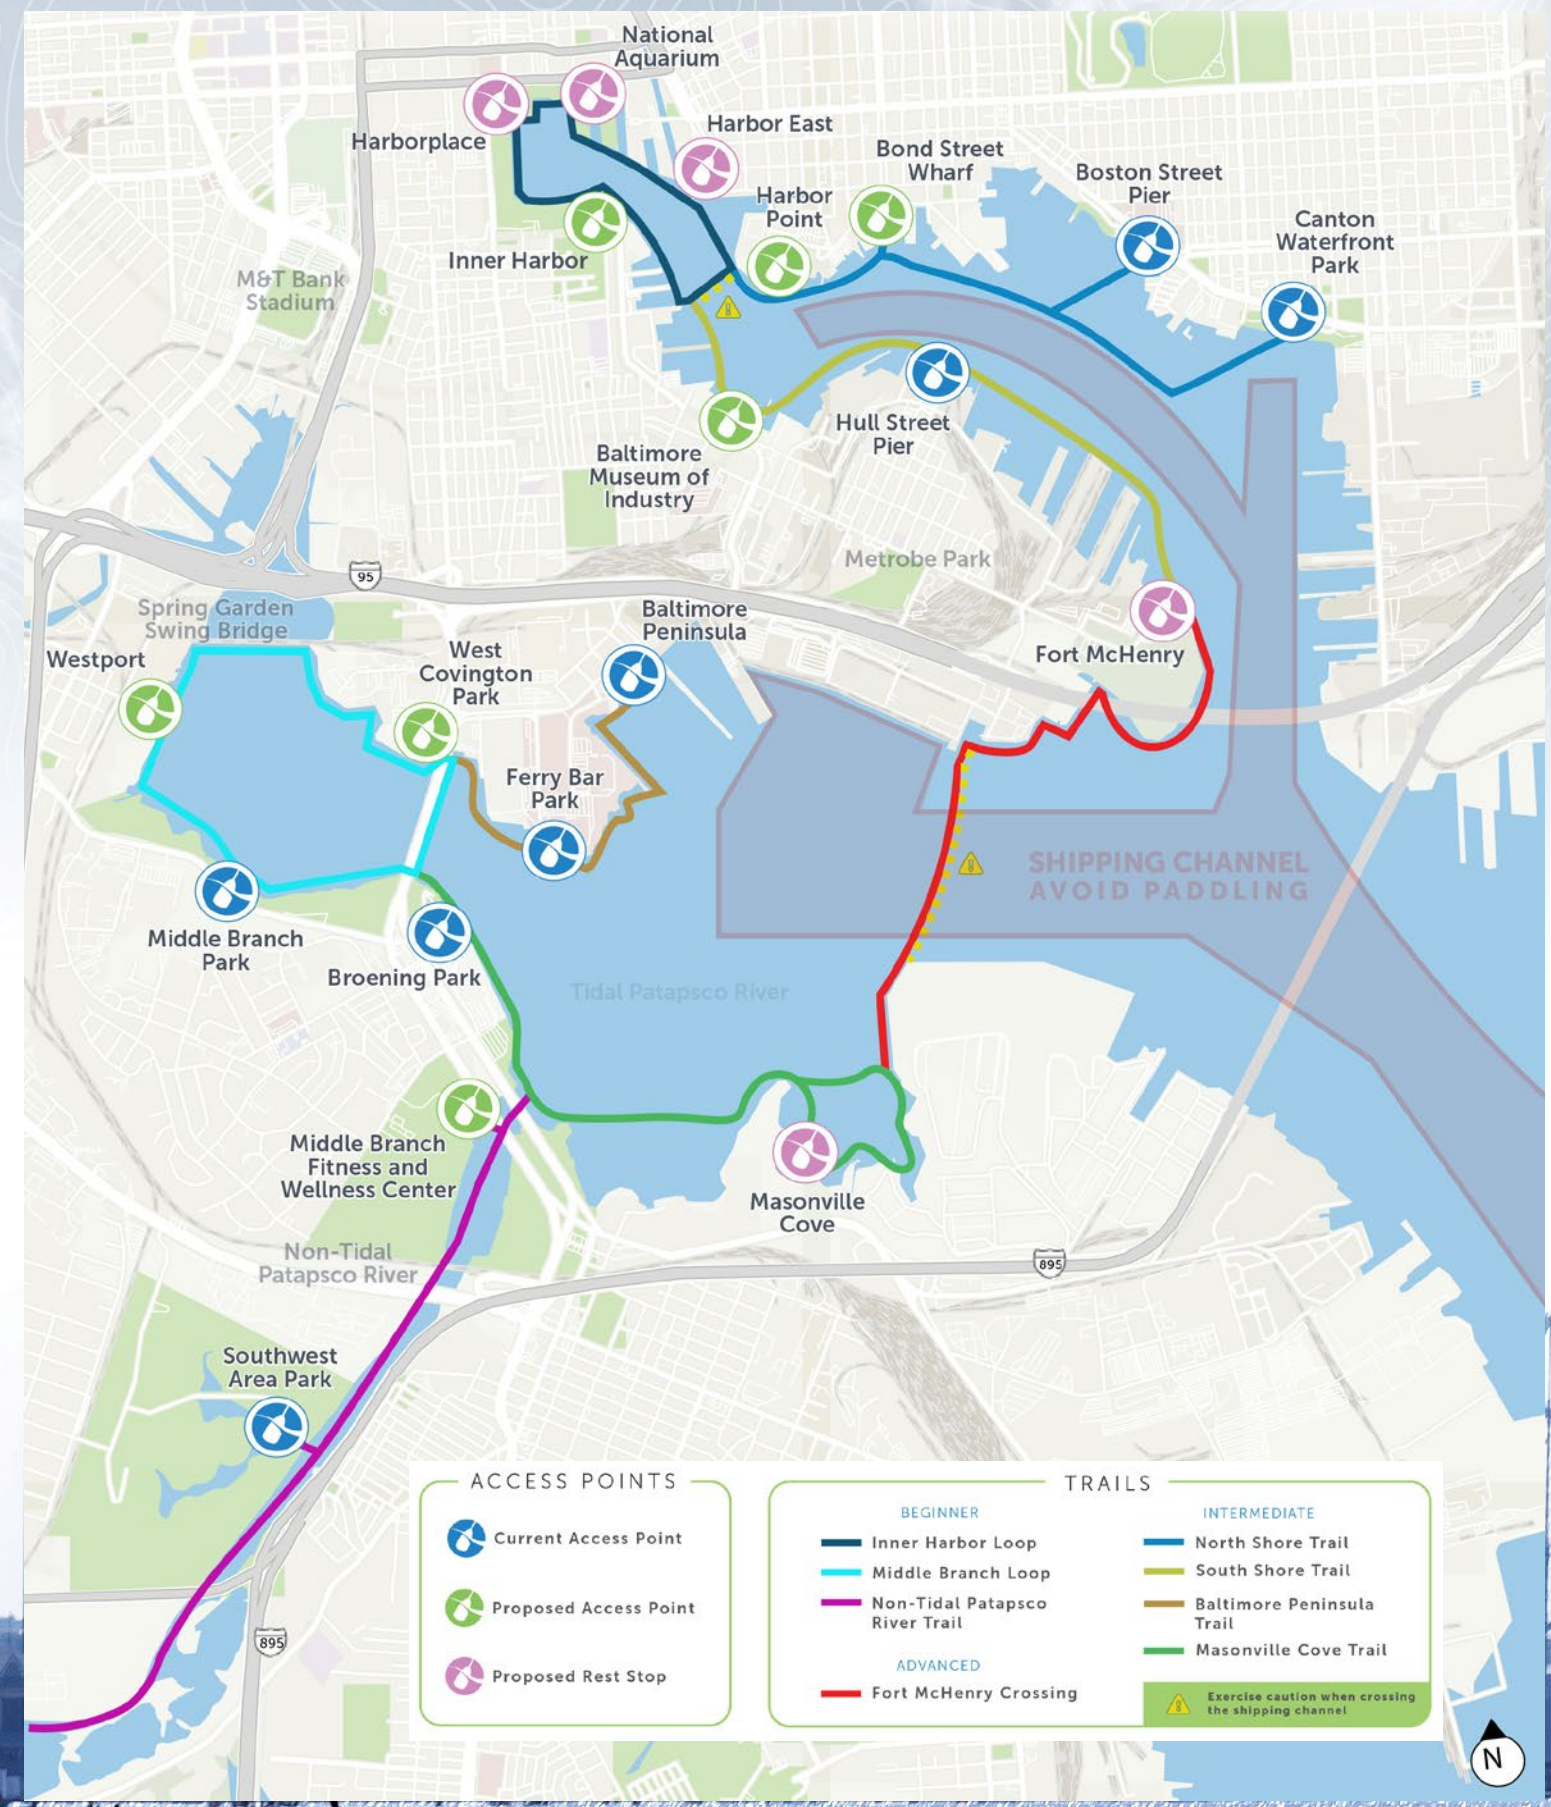 National
Aquarium
Harborplace
Harbor East
Bond Street
Wharf
Boston Street
Pier
Harbor
Point
Canton
Waterfront
Park
Inner Harbor
M&T Bank
Stadium
Hull Street
Pier
Baltimore
Museum of
Industry
Metrobe Park
95
Spring Garden
Swing Bridge
Westport
West
Covington
Park
Baltimore
Peninsula
Fort McHenry
Ferry Bar
Park
SHIPPING CHANNEL
AVOID PADDLING
Middle Branch
Park
Broening Park
Tidal Patapsco River
Middle Branch
Fitness and
Wellness Center
Masonville
Cove
Non-Tidal
Patapsco River
895
Southwest
Area Park
895
ACCESS POINTS
Current Access Point
Proposed Access Point
Proposed Rest Stop
TRAILS
BEGINNER
Inner Harbor Loop
Middle Branch Loop
Non-Tidal Patapsco
River Trail
ADVANCED
Fort McHenry Crossing
INTERMEDIATE
North Shore Trail
South Shore Trail
Baltimore Peninsula
Trail
Masonville Cove Trail
Exercise caution when crossing
the shipping channel
N